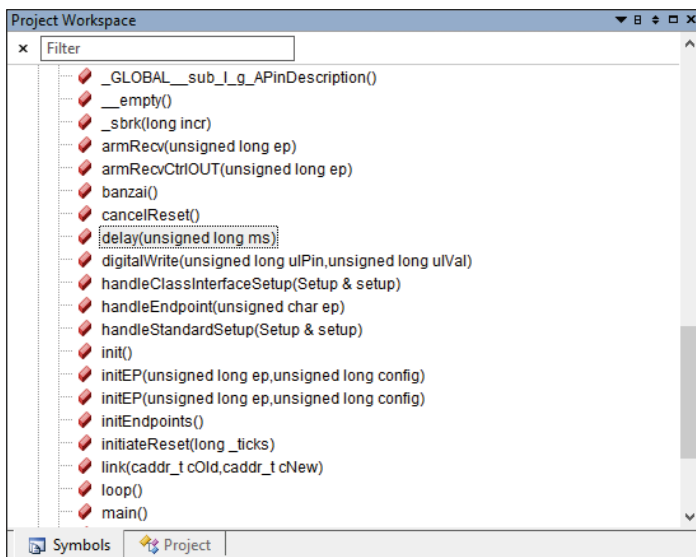 Project Workspace
Filter
_GLOBAL__sub_I_g_APinDescription()
__empty()
_sbrk(long incr)
armRecv(unsigned long ep)
armRecvCtrlOUT(unsigned long ep)
banzai()
cancelReset()
delay(unsigned long ms)
digitalWrite(unsigned long ulPin,unsigned long ulVal)
handleClassInterfaceSetup(Setup & setup)
handleEndpoint(unsigned char ep)
handleStandardSetup(Setup & setup)
init()
initEP(unsigned long ep,unsigned long config)
initEP(unsigned long ep,unsigned long config)
initEndpoints()
initiateReset(long _ticks)
link(caddr_t cOld,caddr_t cNew)
loop()
main()
Symbols Project